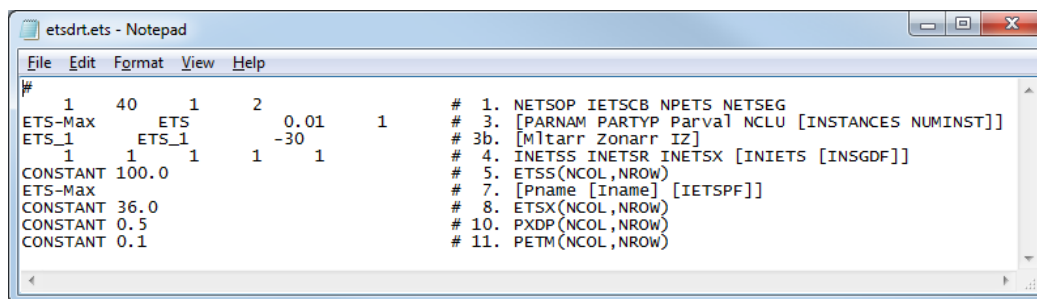 etsdrt.ets - Notepad
File Edit Format View Help
#
1 40 1 2 # 1. NETSOP IETSCB NPETS NETSEG
ETS-Max ETS 0.01 1 # 3. [PARNAM PARTYP Parval NCLU [INSTANCES NUMINST]]
ETS_1 ETS_1 -30 # 3b. [Mltarr Zonarr IZ]
1 1 1 1 1 # 4. INETSS INETSR INETSX [INIETS [INSGDF]]
CONSTANT 100.0 # 5. ETSS(NCOL,NROW)
ETS-Max # 7. [Pname [Iname] [IETSPF]]
CONSTANT 36.0 # 8. ETSX(NCOL,NROW)
CONSTANT 0.5 # 10. PXDP(NCOL,NROW)
CONSTANT 0.1 # 11. PETM(NCOL,NROW)